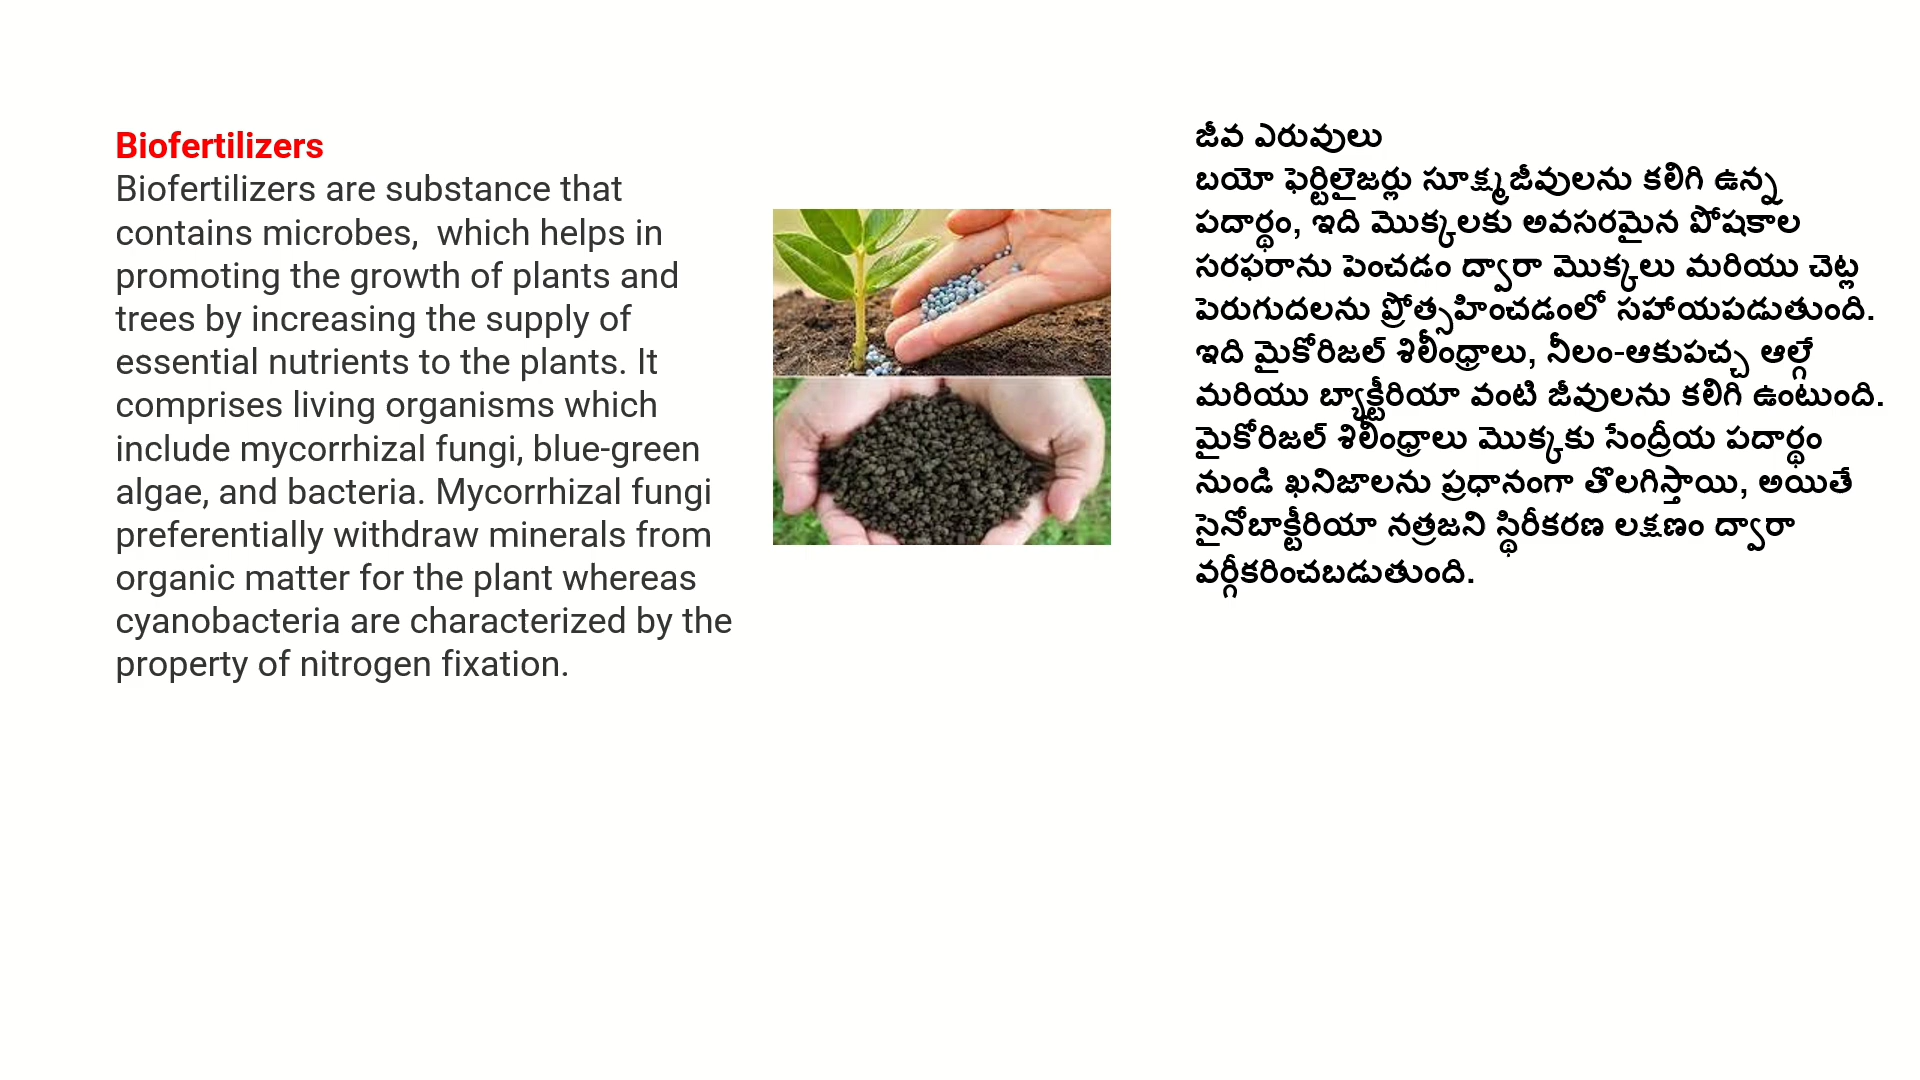 Biofertilizers
Biofertilizers are substance that
contains microbes,  which helps in
promoting the growth of plants and
trees by increasing the supply of
essential nutrients to the plants. It
comprises living organisms which
include mycorrhizal fungi, blue-green
algae, and bacteria. Mycorrhizal fungi
preferentially withdraw minerals from
organic matter for the plant whereas
cyanobacteria are characterized by the
property of nitrogen fixation.
జీవ ఎరువులు
బయో ఫెర్టిలైజర్లు సూక్ష్మజీవులను కలిగి ఉన్న
పదార్థం, ఇది మొక్కలకు అవసరమైన పోషకాల
సరఫరాను పెంచడం ద్వారా మొక్కలు మరియు చెట్ల
పెరుగుదలను ప్రోత్సహించడంలో సహాయపడుతుంది.
ఇది మైకోరిజల్ శిలీంధ్రాలు, నీలం-ఆకుపచ్చ ఆల్గే
మరియు బ్యాక్టీరియా వంటి జీవులను కలిగి ఉంటుంది.
మైకోరిజల్ శిలీంధ్రాలు మొక్కకు సేంద్రీయ పదార్థం
నుండి ఖనిజాలను ప్రధానంగా తొలగిస్తాయి, అయితే
సైనోబాక్టీరియా నత్రజని స్థిరీకరణ లక్షణం ద్వారా
వర్గీకరించబడుతుంది.